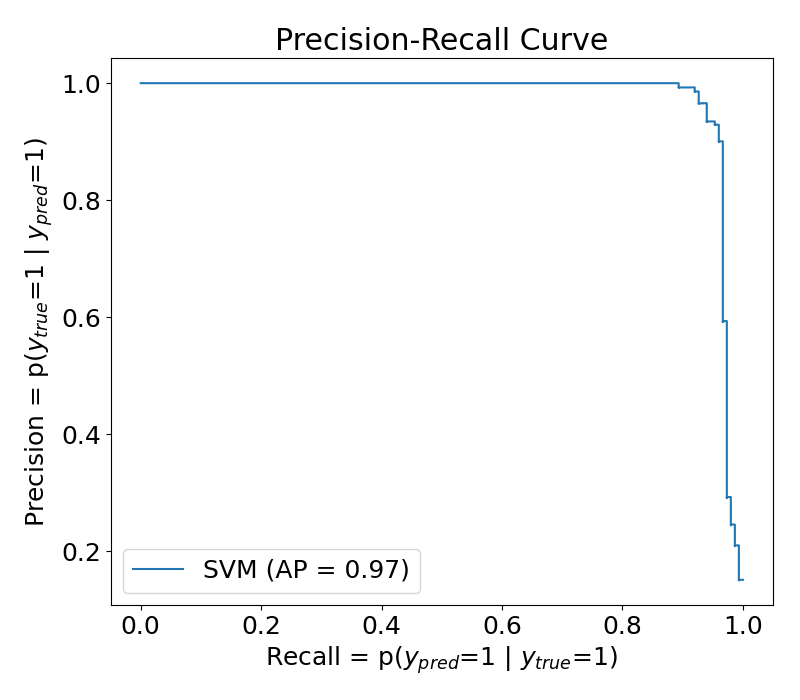 Precision-Recall Curve
Precision = p(y_true=1 | y_pred=1)
1.0
0.8
0.6
0.4
0.2
SVM (AP = 0.97)
0.0 0.2 0.4 0.6 0.8 1.0
Recall = p(y_pred=1 | y_true=1)